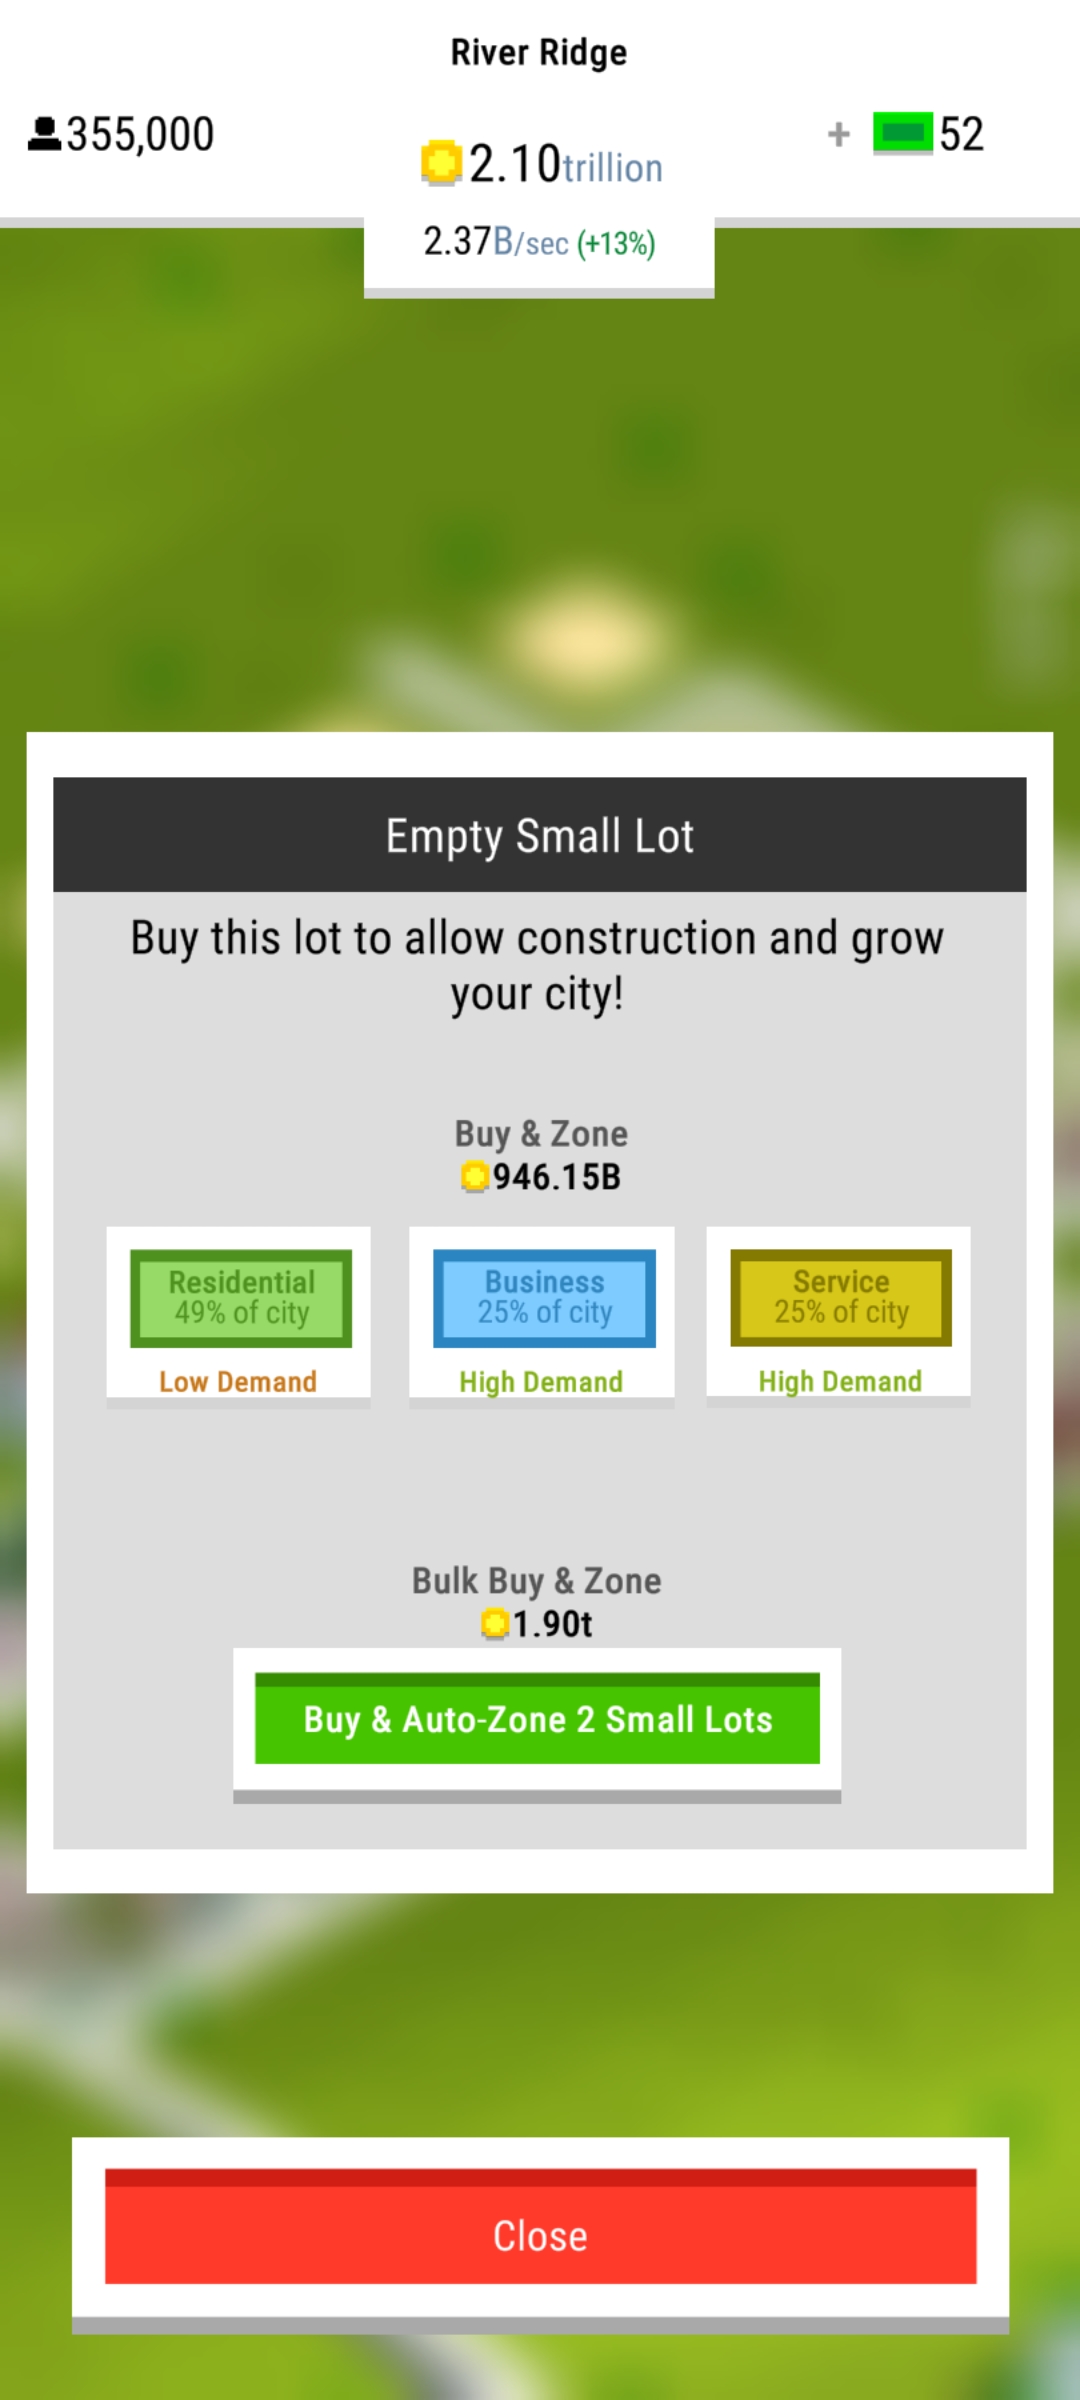 River Ridge
355,000
2.10trillion
+ 52
2.37B/sec (+13%)
Empty Small Lot
Buy this lot to allow construction and grow
your city!
Buy & Zone
946.15B
Residential
49% of city
Low Demand
Business
25% of city
High Demand
Service
25% of city
High Demand
Bulk Buy & Zone
1.90t
Buy & Auto-Zone 2 Small Lots
Close